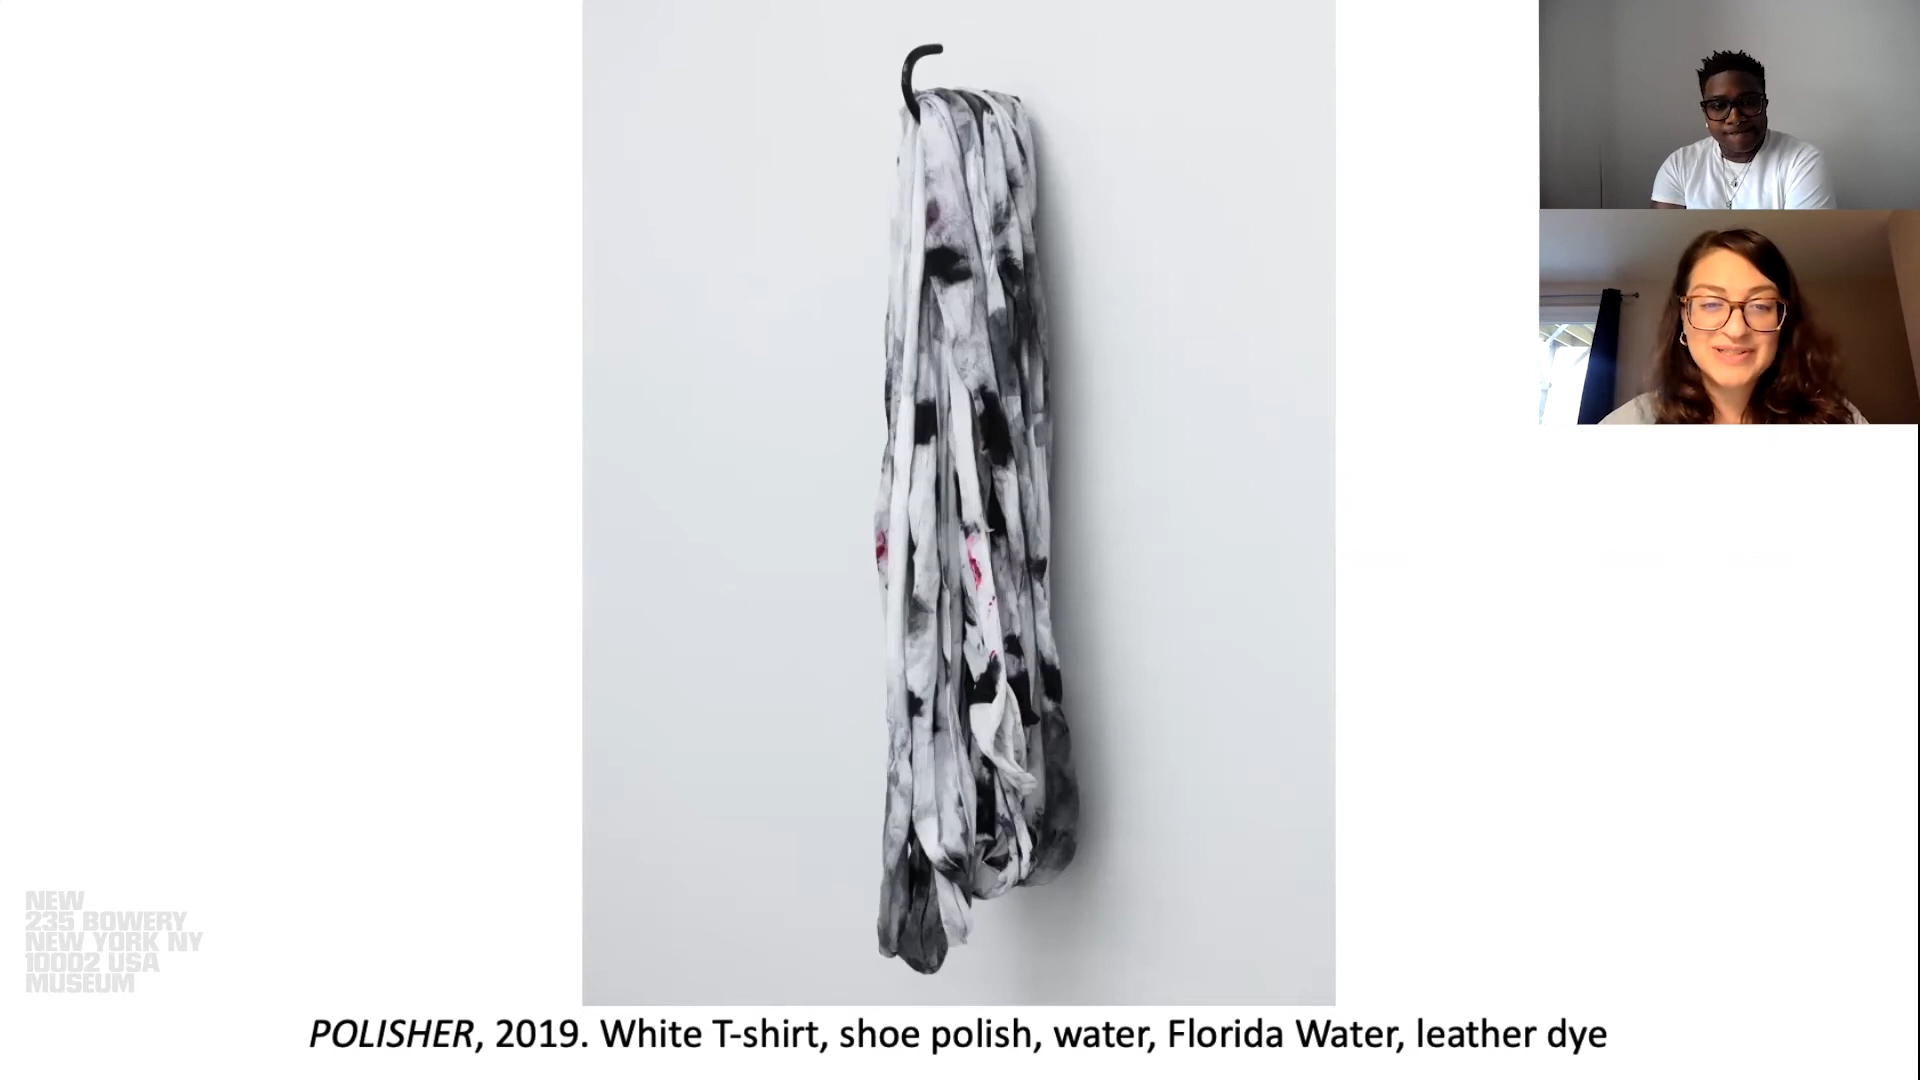 NEW
235 BOWERY
NEW YORK NY
10002 USA
MUSEUM
POLISHER, 2019. White T-shirt, shoe polish, water, Florida Water, leather dye